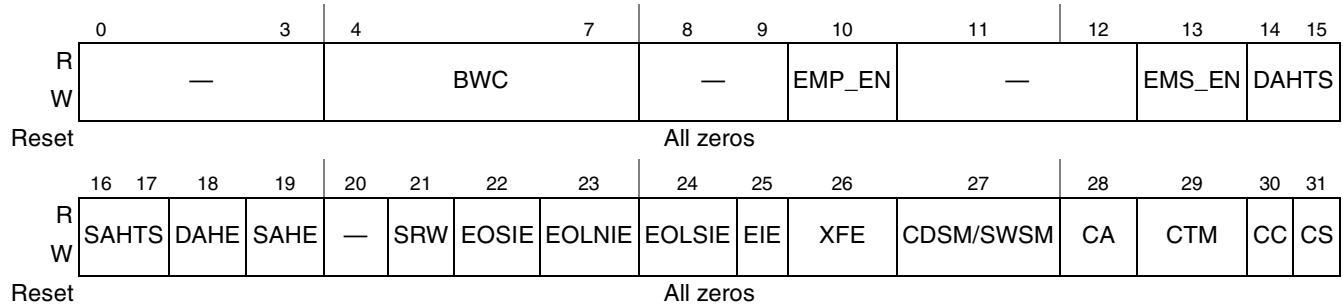 0 3 4 7 8 9 10 11 12 13 14 15
R
W
— BWC — EMP_EN — EMS_EN DAHTS
Reset All zeros
16 17 18 19 20 21 22 23 24 25 26 27 28 29 30 31
R
W
SAHTS DAHE SAHE — SRW EOSIE EOLNIE EOLSIE EIE XFE CDSM/SWSM CA CTM CC CS
Reset All zeros